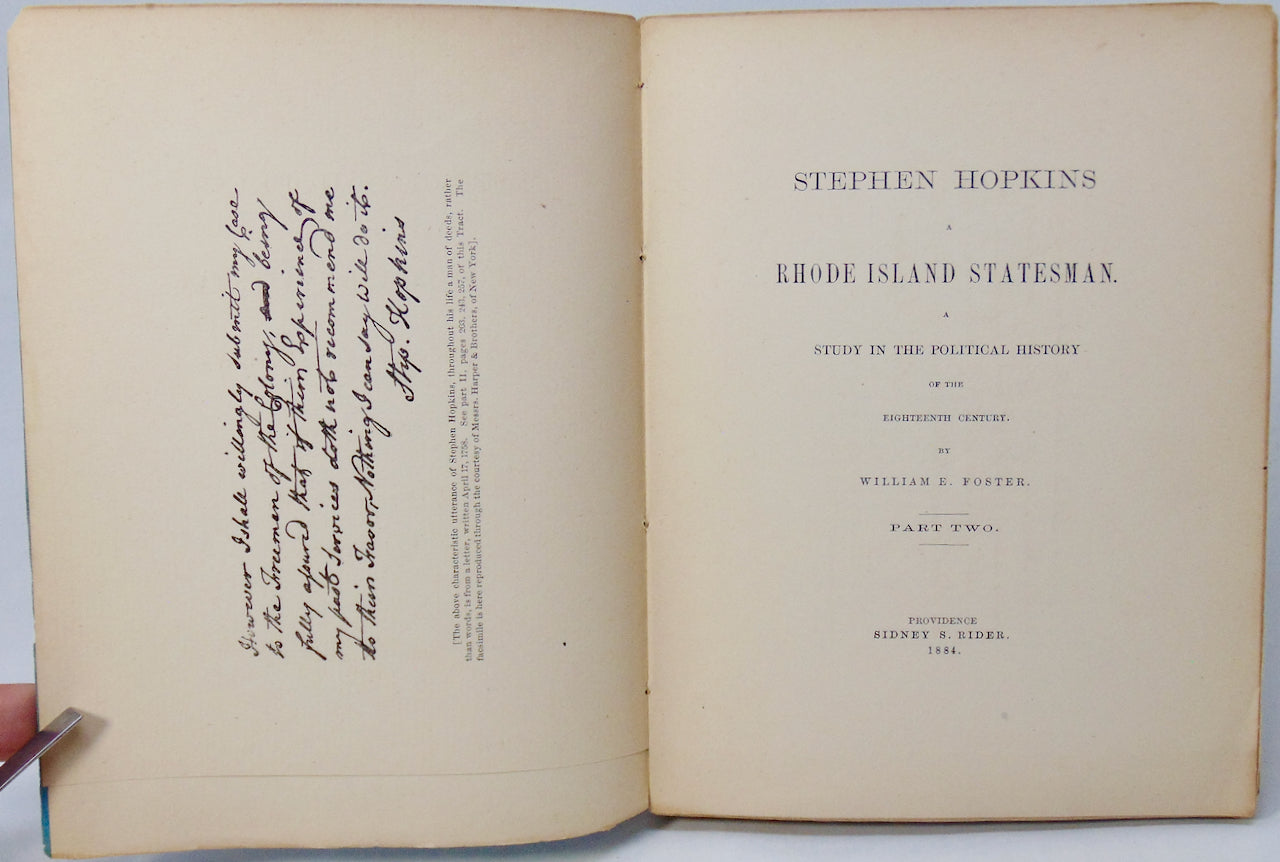 However I shall willingly submit my Case
to the Freemen of the Colony, and being
fully assured that if their Experience of
my past Services doth not recommend me
to their Favor, Nothing I can say will do it.
Step. Hopkins
[The above characteristic utterance of Stephen Hopkins, throughout his life a man of deeds, rather
than words, is from a letter, written April 17, 1758. See part II, pages 263, 243, 257, of this Tract. The
facsimile is here reproduced through the courtesy of Messrs. Harper & Brothers, of New York].
STEPHEN HOPKINS
A
RHODE ISLAND STATESMAN.
A
STUDY IN THE POLITICAL HISTORY
OF THE
EIGHTEENTH CENTURY.
BY
WILLIAM E. FOSTER.
PART TWO.
PROVIDENCE
SIDNEY S. RIDER.
1884.